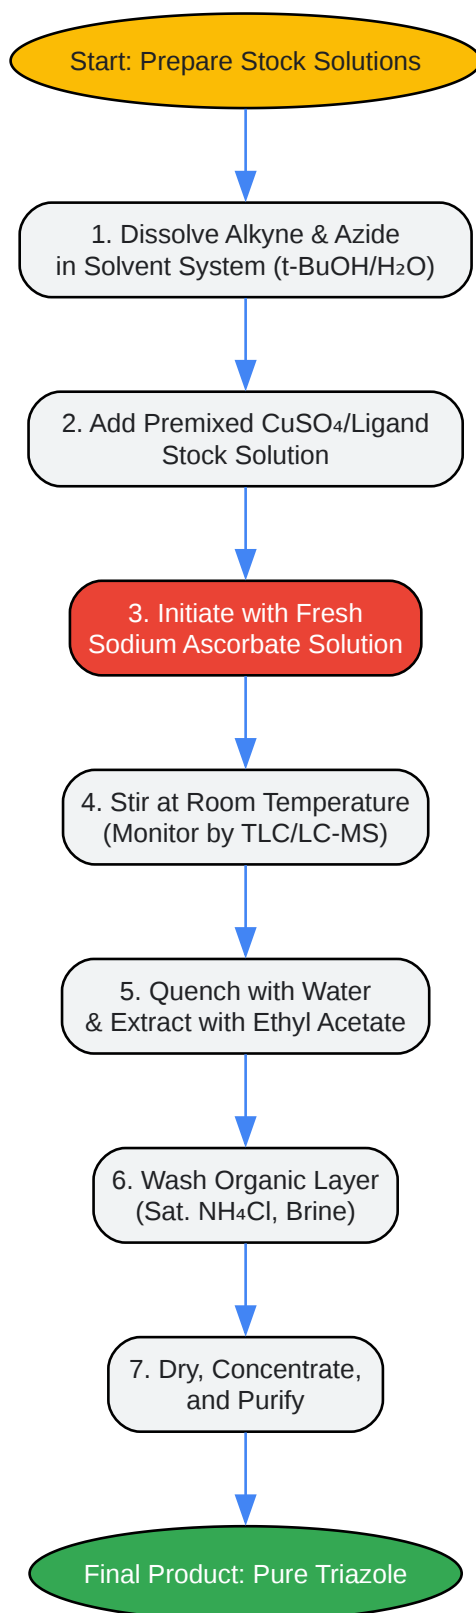 Start: Prepare Stock Solutions
1. Dissolve Alkyne & Azide
in Solvent System (t-BuOH/H₂O)
2. Add Premixed CuSO₄/Ligand
Stock Solution
3. Initiate with Fresh
Sodium Ascorbate Solution
4. Stir at Room Temperature
(Monitor by TLC/LC-MS)
5. Quench with Water
& Extract with Ethyl Acetate
6. Wash Organic Layer
(Sat. NH₄Cl, Brine)
7. Dry, Concentrate,
and Purify
Final Product: Pure Triazole